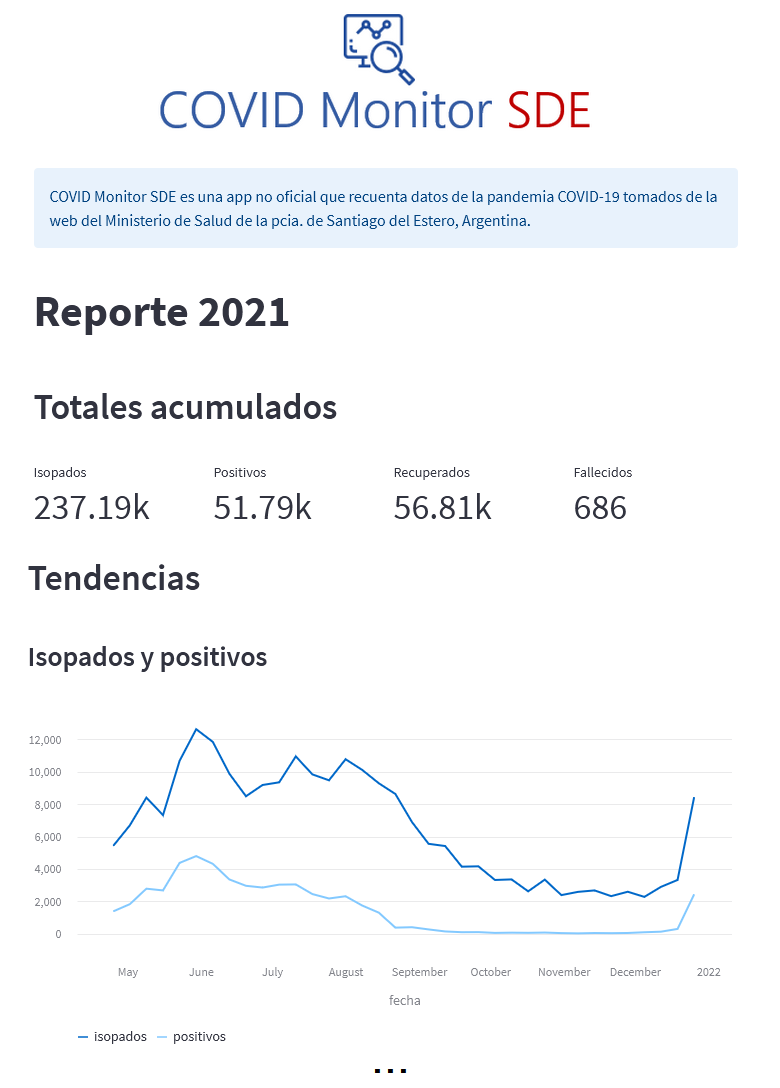 COVID Monitor SDE
COVID Monitor SDE es una app no oficial que recuenta datos de la pandemia COVID-19 tomados de la
web del Ministerio de Salud de la pcia. de Santiago del Estero, Argentina.
Reporte 2021
Totales acumulados
Isopados Positivos Recuperados Fallecidos
237.19k 51.79k 56.81k 686
Tendencias
Isopados y positivos
12,000
10,000
8,000
6,000
4,000
2,000
0
May June July August September October November December 2022
fecha
isopados positivos
...